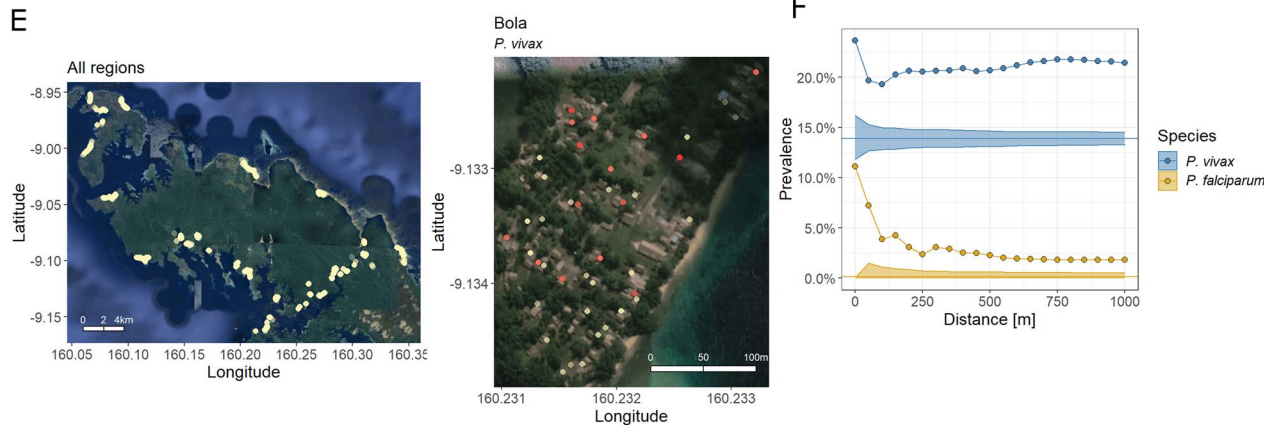 E
All regions
Latitude
-8.95
-9.00
-9.05
-9.10
-9.15
0 2 4km
160.05 160.10 160.15 160.20 160.25 160.30 160.35
Longitude
Bola
P. vivax
Latitude
-9.133
-9.134
0 50 100m
160.231 160.232 160.233
Longitude
F
Prevalence
20.0%
15.0%
10.0%
5.0%
0.0%
0 250 500 750 1000
Distance [m]
Species
P. vivax
P. falciparum